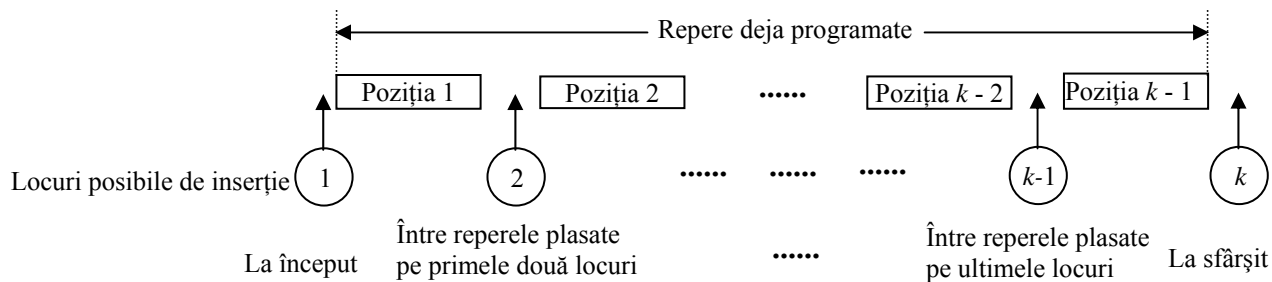 Repere deja programate
Poziția 1 Poziția 2 ...... Poziția k - 2 Poziția k - 1
Locuri posibile de inserție 1 2 ...... ...... ...... k-1 k
La început Între reperele plasate ...... Între reperele plasate La sfârşit
pe primele două locuri pe ultimele locuri